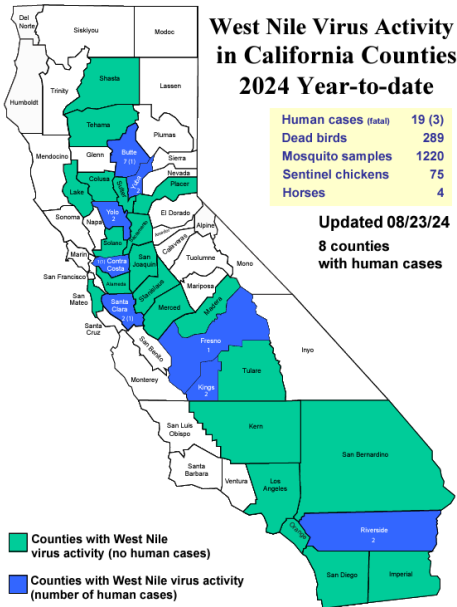 West Nile Virus Activity
in California Counties
2024 Year-to-date
Human cases (fatal) 19 (3)
Dead birds 289
Mosquito samples 1220
Sentinel chickens 75
Horses 4
Updated 08/23/24
8 counties
with human cases
Del
Norte
Siskiyou
Modoc
Humboldt
Trinity
Shasta
Lassen
Tehama
Plumas
Mendocino
Glenn
Butte
7 (1)
Sierra
Nevada
Placer
Colusa
Lake
Sutter
Yuba
Sonoma
Napa
Yolo
2
El Dorado
Alpine
Amador
Sacramento
Solano
Calaveras
Marin
(1) Contra
Costa
San
Joaquin
Tuolumne
Mono
San Francisco
Alameda
Stanislaus
Mariposa
San
Mateo
Santa
Clara
2 (1)
Merced
Madera
Santa
Cruz
San Benito
Fresno
1
Inyo
Monterey
Kings
2
Tulare
San Luis
Obispo
Kern
San Bernardino
Santa
Barbara
Ventura
Los
Angeles
Orange
Riverside
2
San Diego
Imperial
Counties with West Nile
virus activity (no human cases)
Counties with West Nile virus activity
(number of human cases)